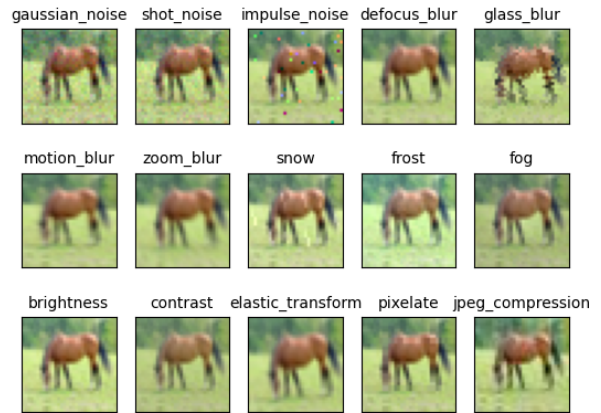 gaussian_noise shot_noise impulse_noise defocus_blur glass_blur
motion_blur zoom_blur snow frost fog
brightness contrast elastic_transform pixelate jpeg_compression